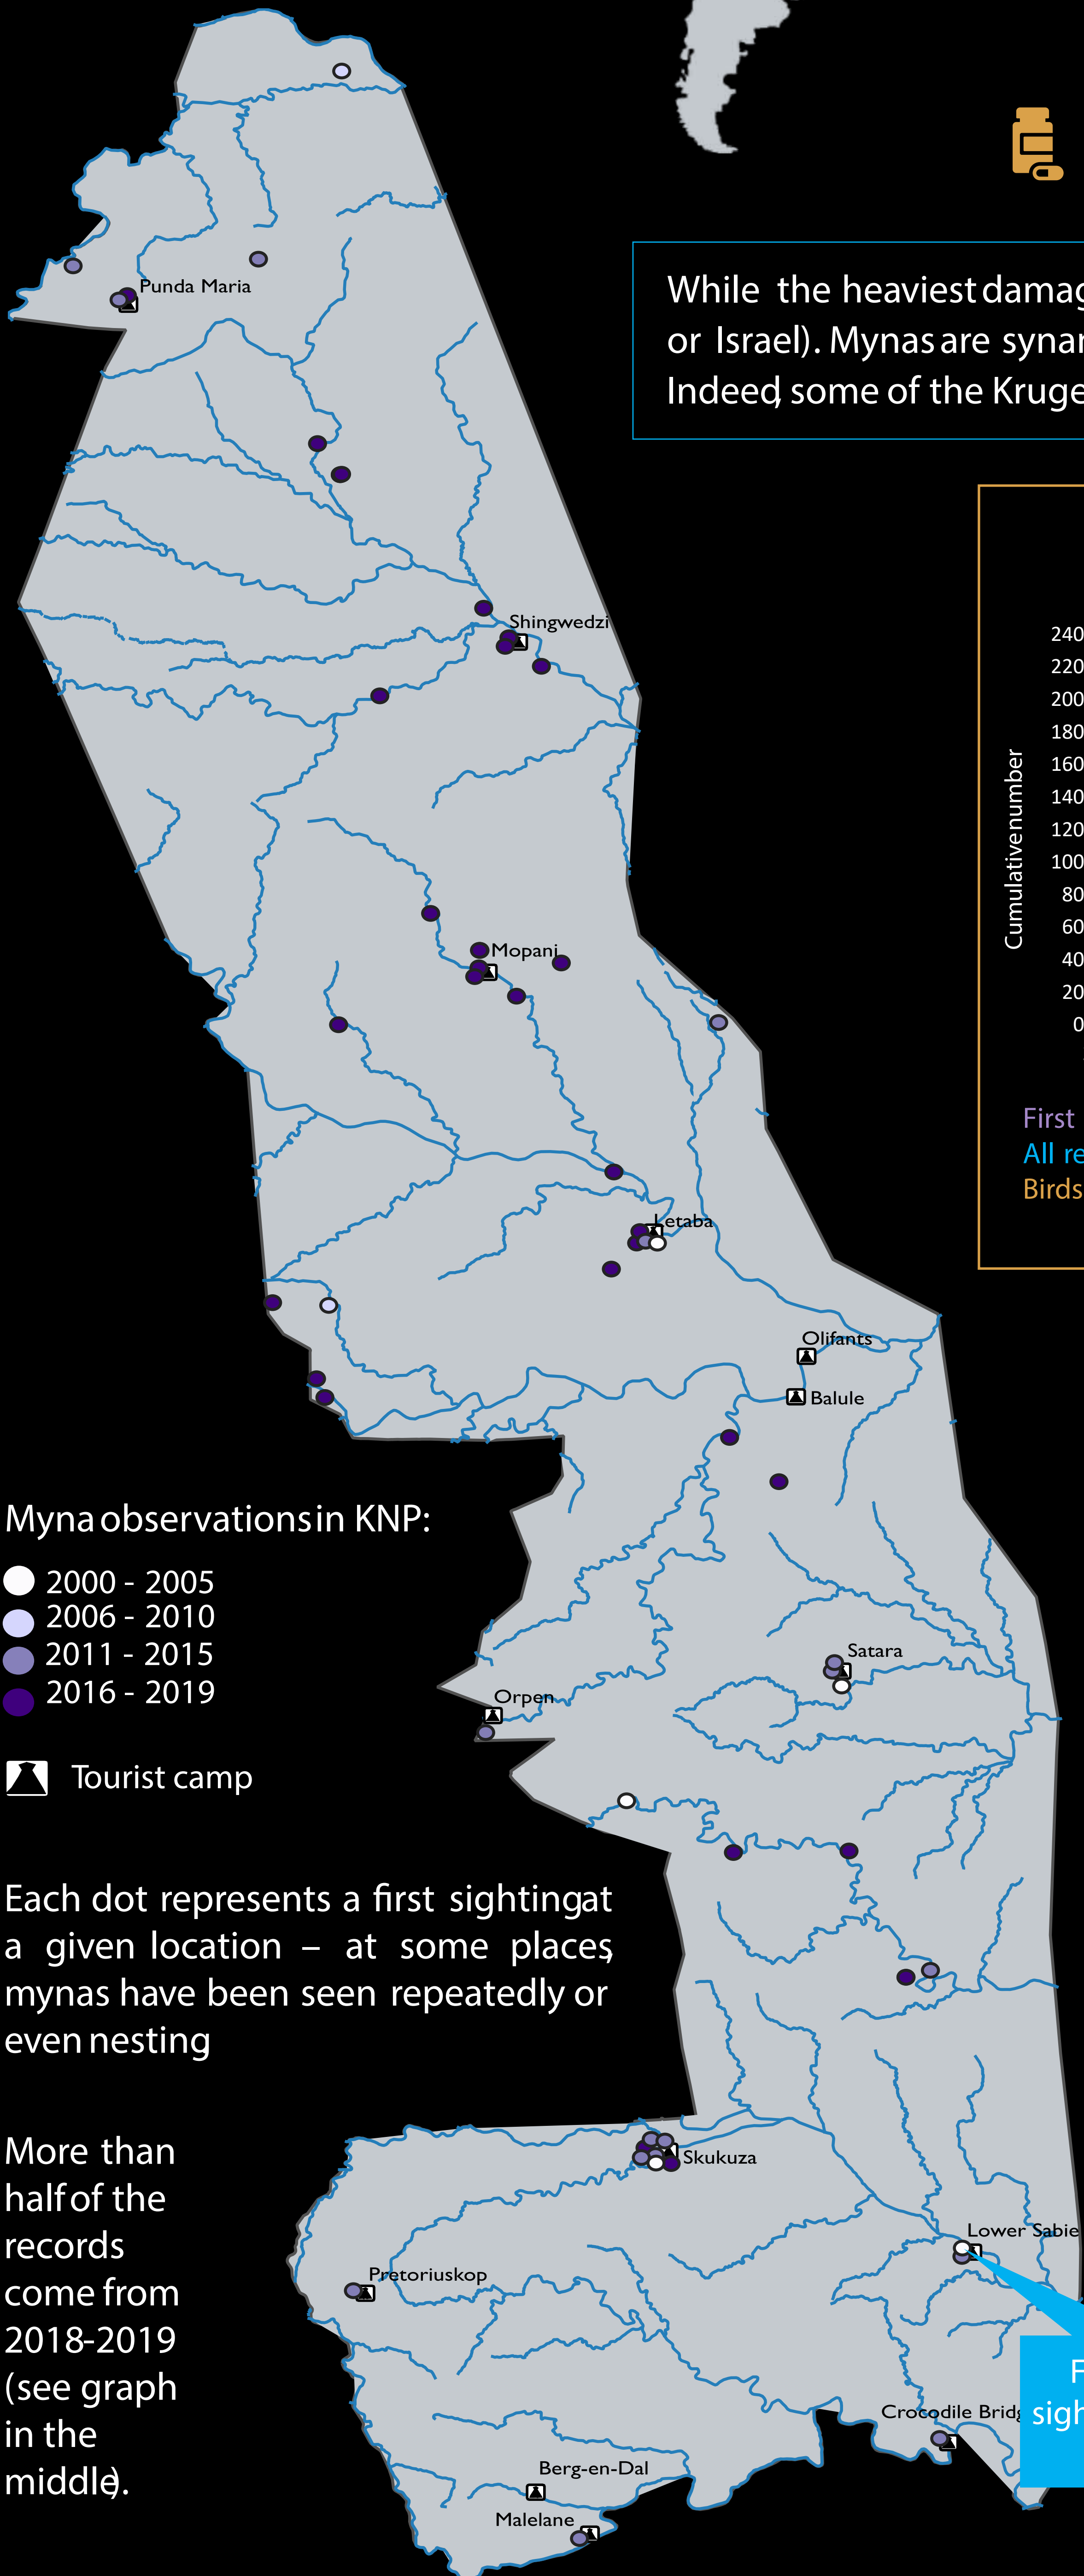 While the heaviest damag
or Israel). Mynas are synan
Indeed, some of the Kruge
Punda Maria
Shingwedzi
Mopani
Letaba
Olifants
Balule
Satara
Orpen
Skukuza
Lower Sabie
Pretoriuskop
Crocodile Bridg
Berg-en-Dal
Malelane
Cumulative number
240
220
200
180
160
140
120
100
80
60
40
20
0
First
All re
Birds
Myna observations in KNP:
2000 - 2005
2006 - 2010
2011 - 2015
2016 - 2019
Tourist camp
Each dot represents a first sighting at
a given location – at some places,
mynas have been seen repeatedly or
even nesting
More than
half of the
records
come from
2018-2019
(see graph
in the
middle).
F
sigh